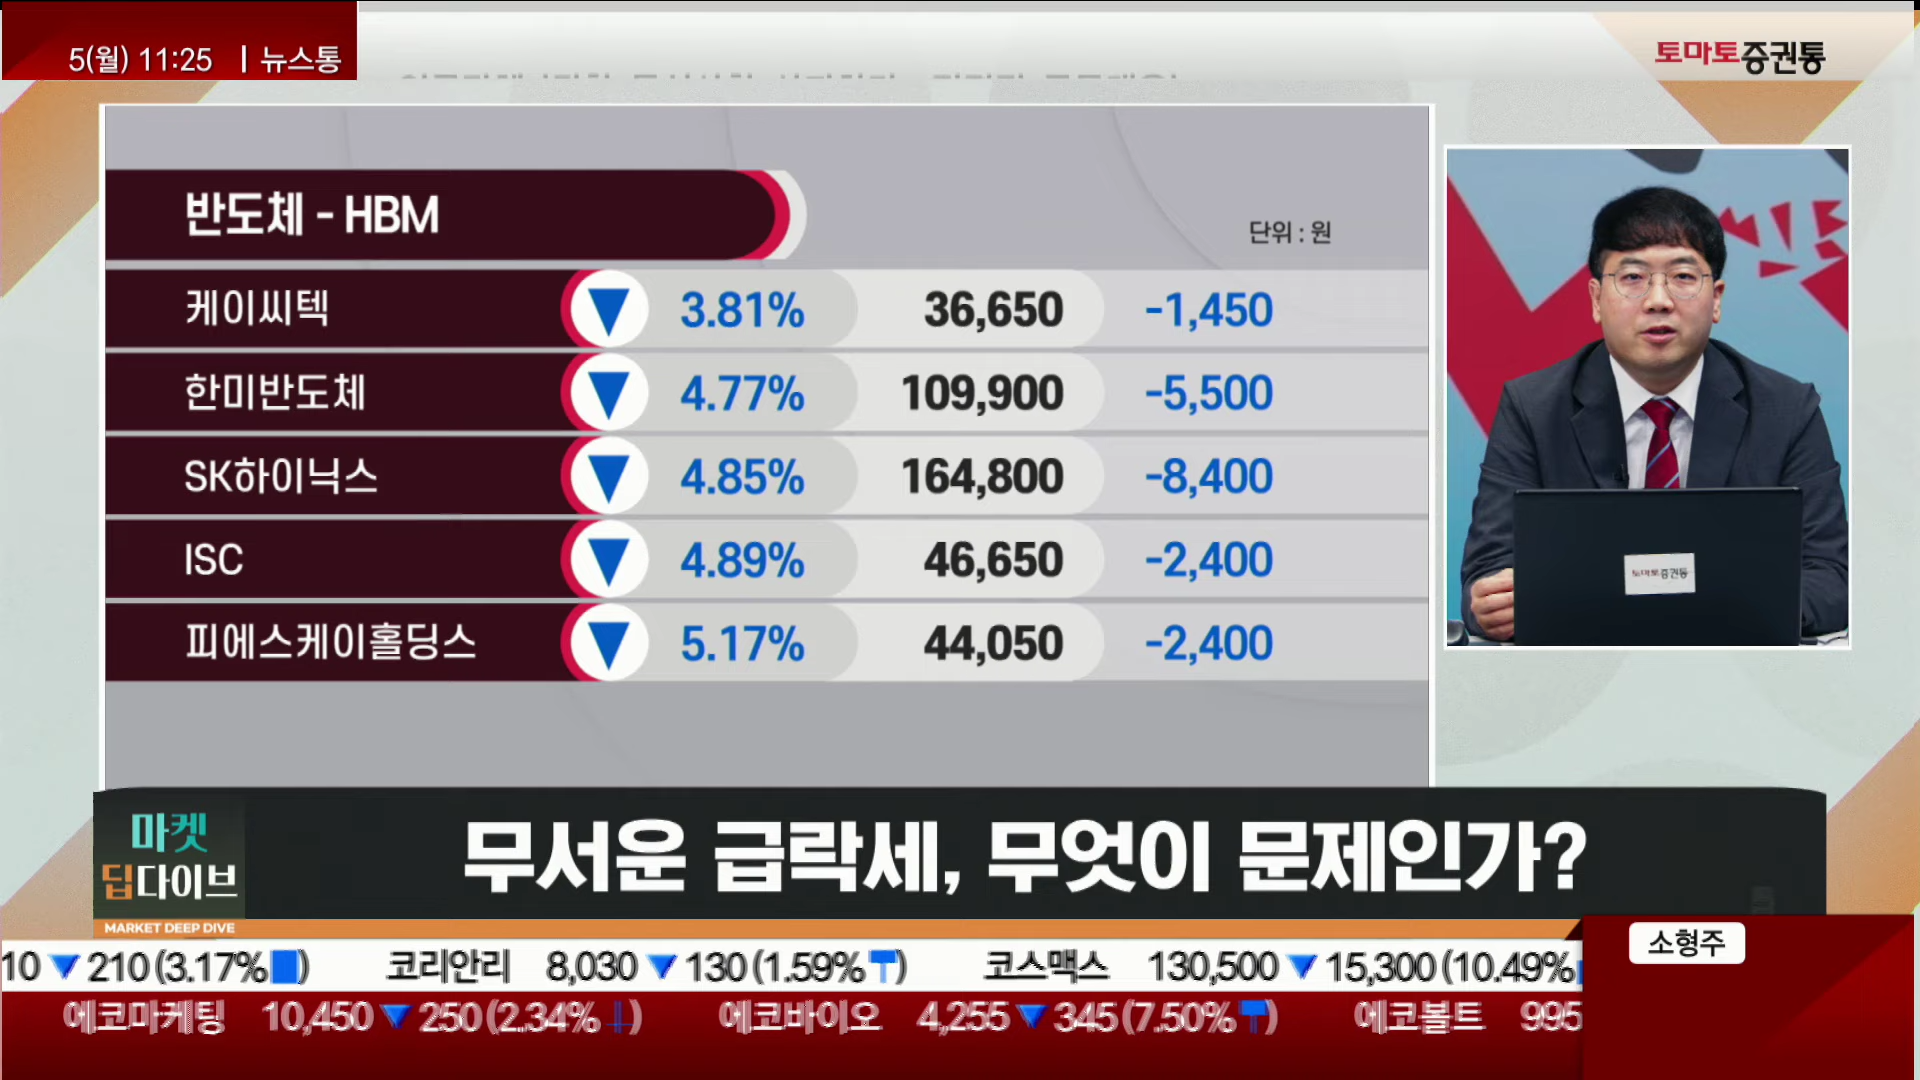 5(월) 11:25 | 뉴스통
토마토증권통
반도체 - HBM
단위 : 원
케이씨텍 ▼ 3.81% 36,650 -1,450
한미반도체 ▼ 4.77% 109,900 -5,500
SK하이닉스 ▼ 4.85% 164,800 -8,400
ISC ▼ 4.89% 46,650 -2,400
피에스케이홀딩스 ▼ 5.17% 44,050 -2,400
토마토증권통
마켓
딥다이브
MARKET DEEP DIVE
무서운 급락세, 무엇이 문제인가?
소형주
10 ▼ 210 (3.17% ) 코리안리 8,030 ▼ 130 (1.59% ) 코스맥스 130,500 ▼ 15,300 (10.49%
에코마케팅 10,450 ▼ 250 (2.34% ) 에코바이오 4,255 ▼ 345 (7.50% ) 에코볼트 995